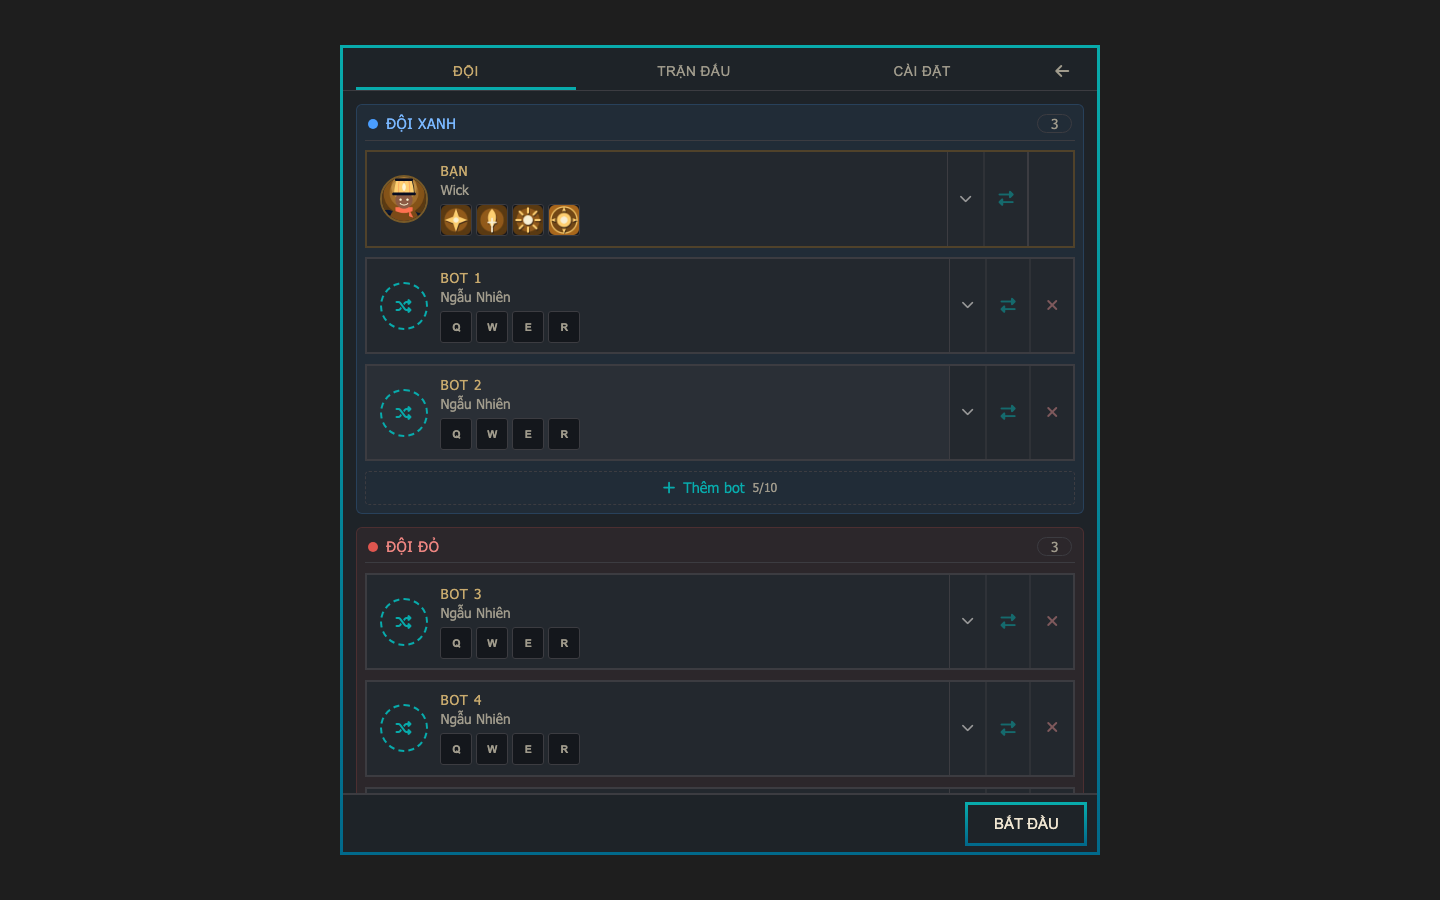 ĐỘI
TRẬN ĐẤU
CÀI ĐẶT
ĐỘI XANH
3
BẠN
Wick
BOT 1
Ngẫu Nhiên
Q W E R
BOT 2
Ngẫu Nhiên
Q W E R
Thêm bot 5/10
ĐỘI ĐỎ
3
BOT 3
Ngẫu Nhiên
Q W E R
BOT 4
Ngẫu Nhiên
Q W E R
BẮT ĐẦU